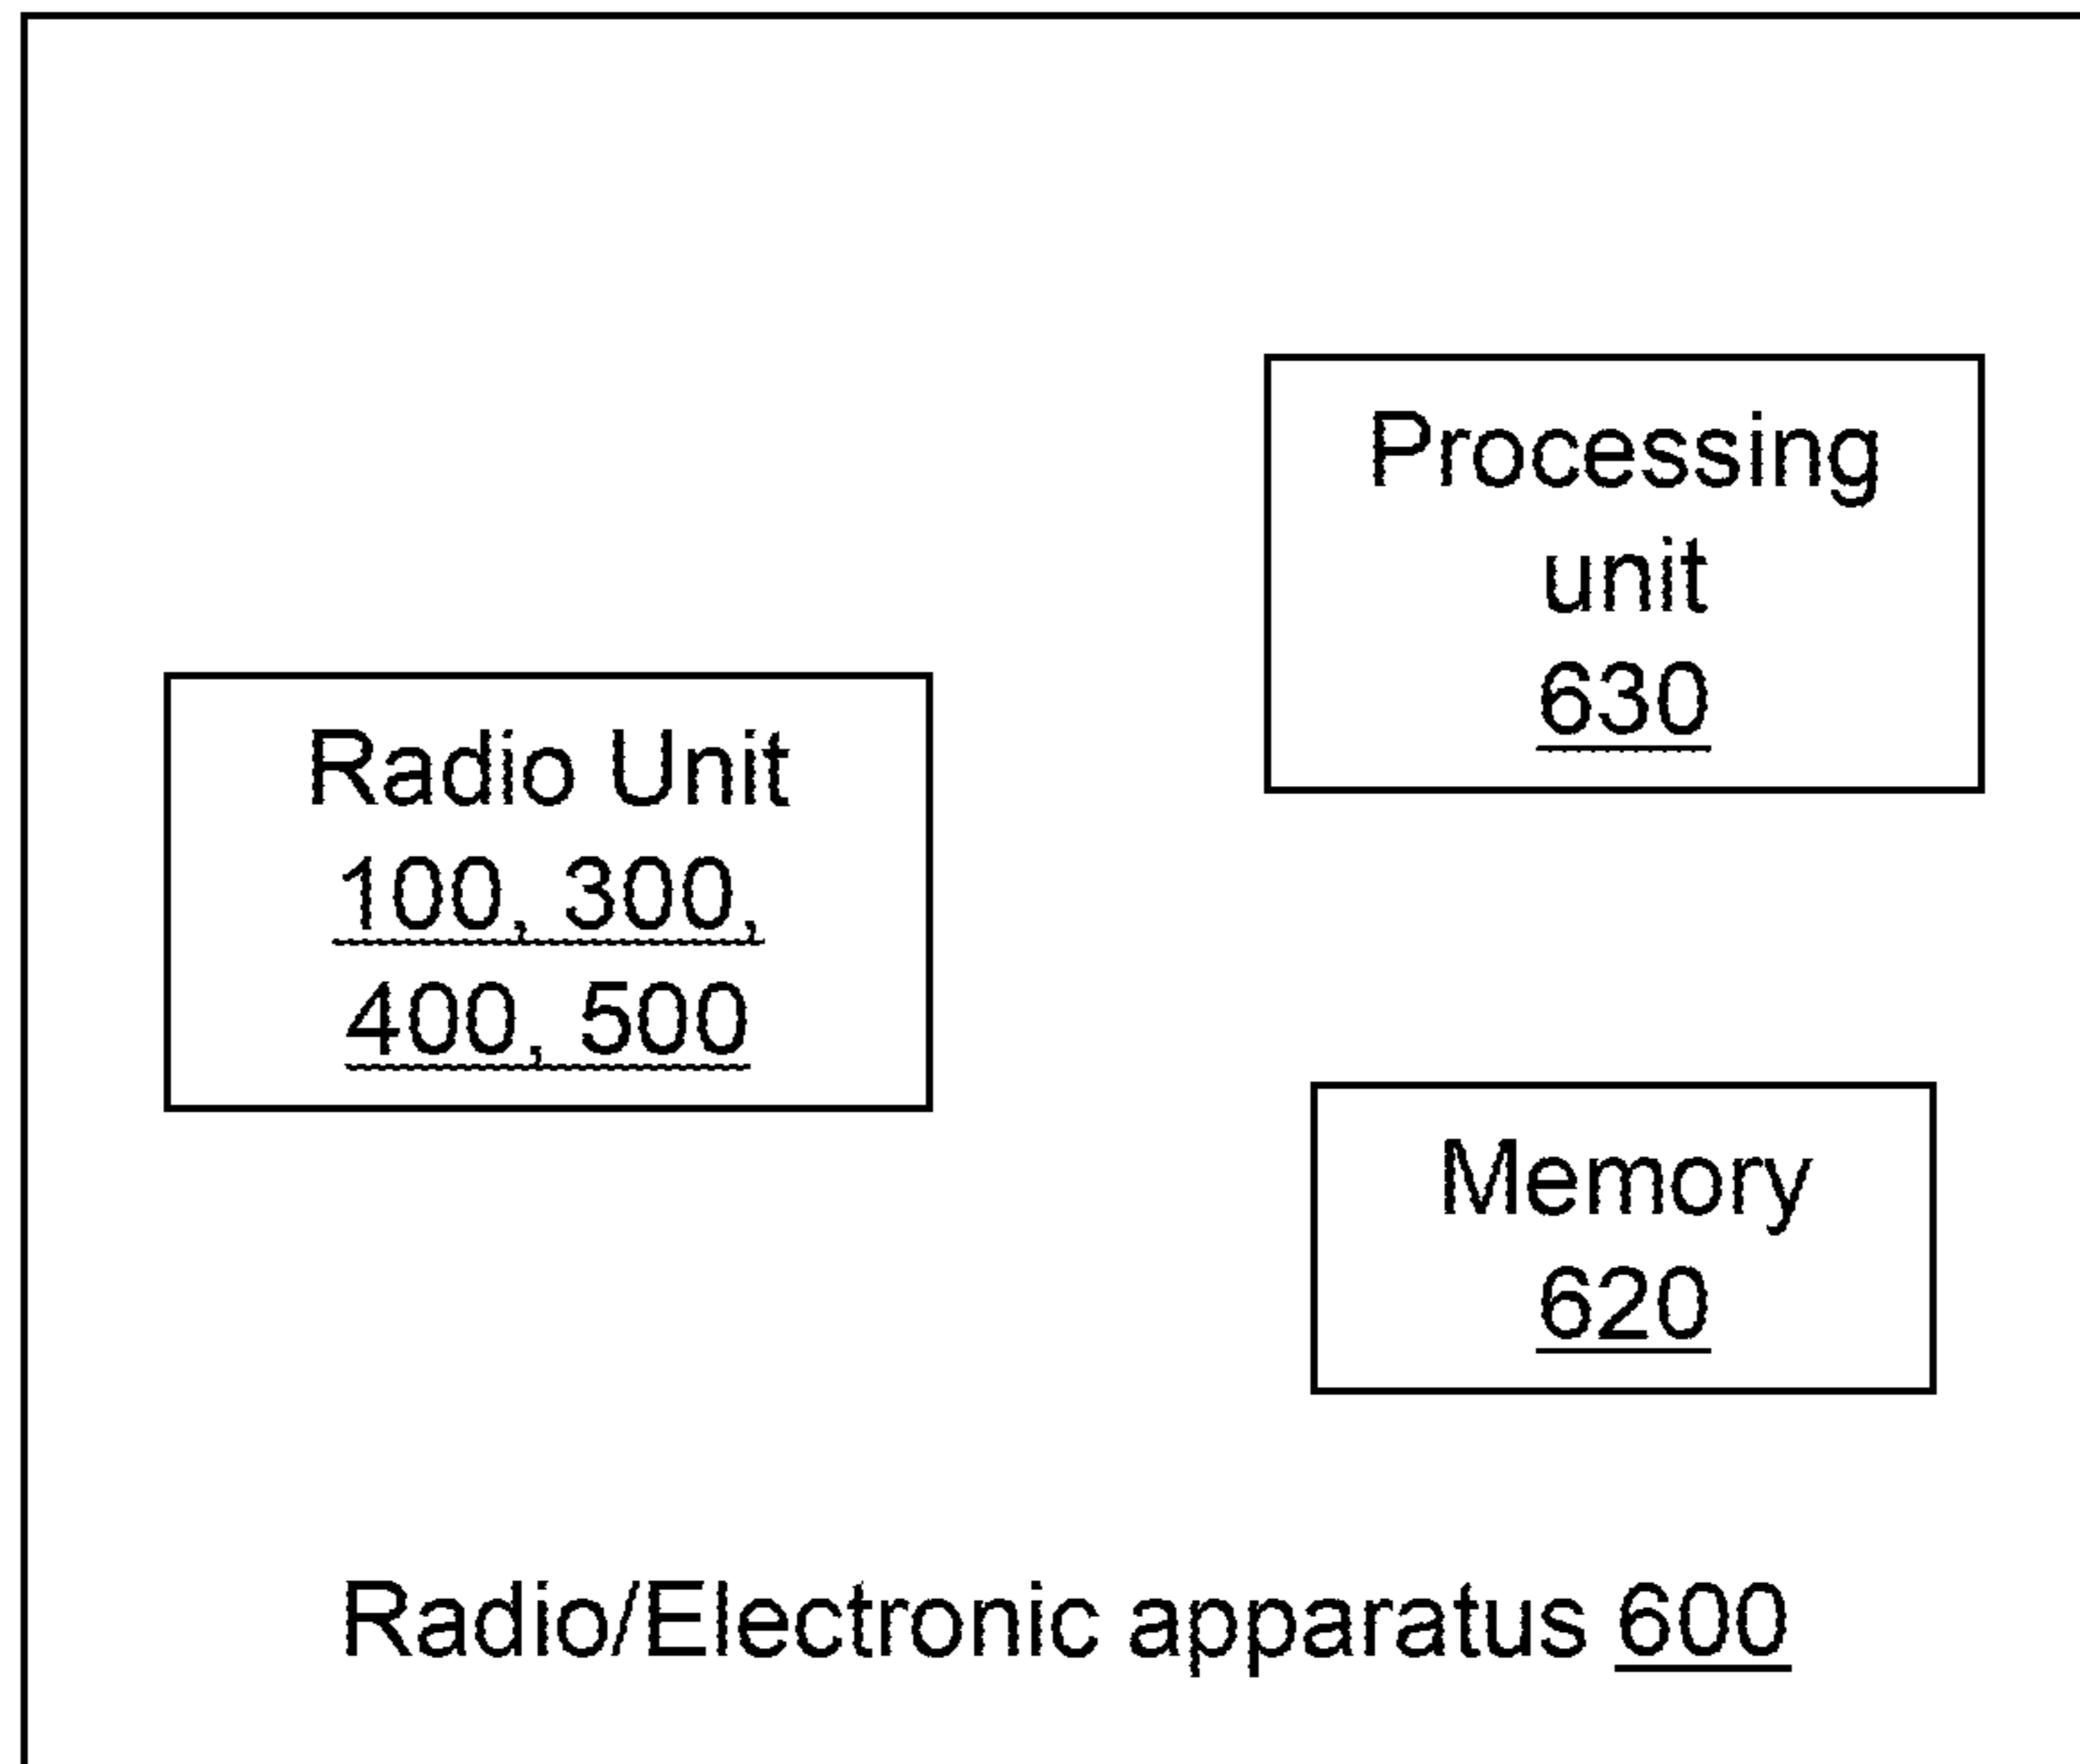 Processing
unit
630
Radio Unit
100, 300,
400, 500
Memory
620
Radio/Electronic apparatus 600